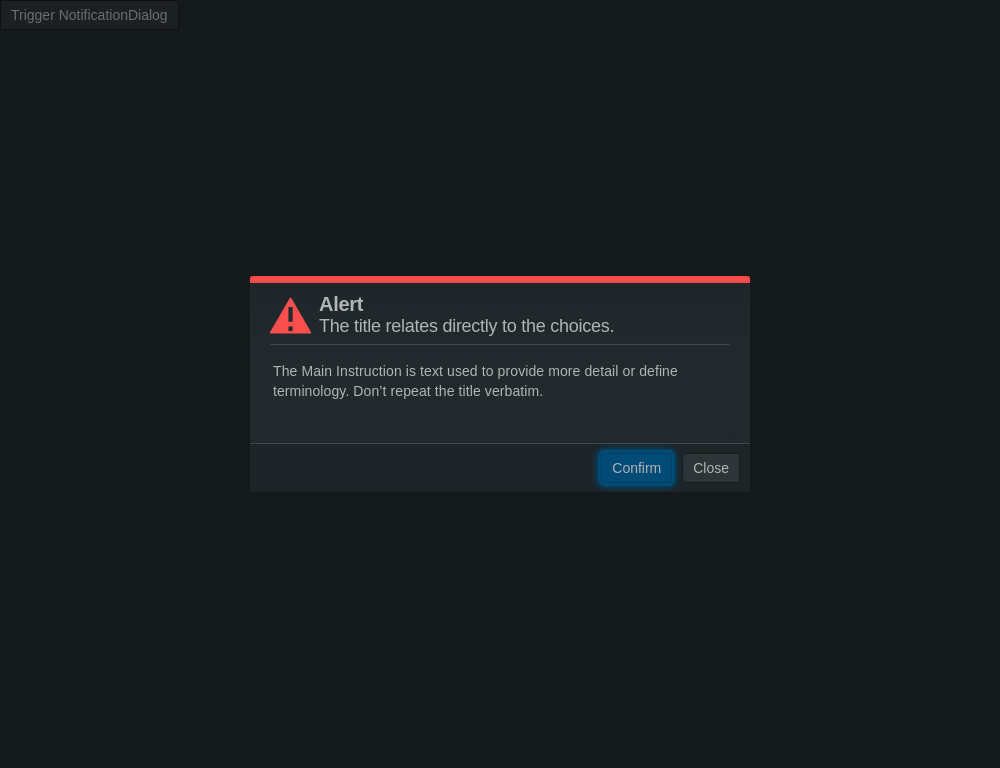 Trigger NotificationDialog
Alert
The title relates directly to the choices.
The Main Instruction is text used to provide more detail or define
terminology. Don’t repeat the title verbatim.
Confirm
Close